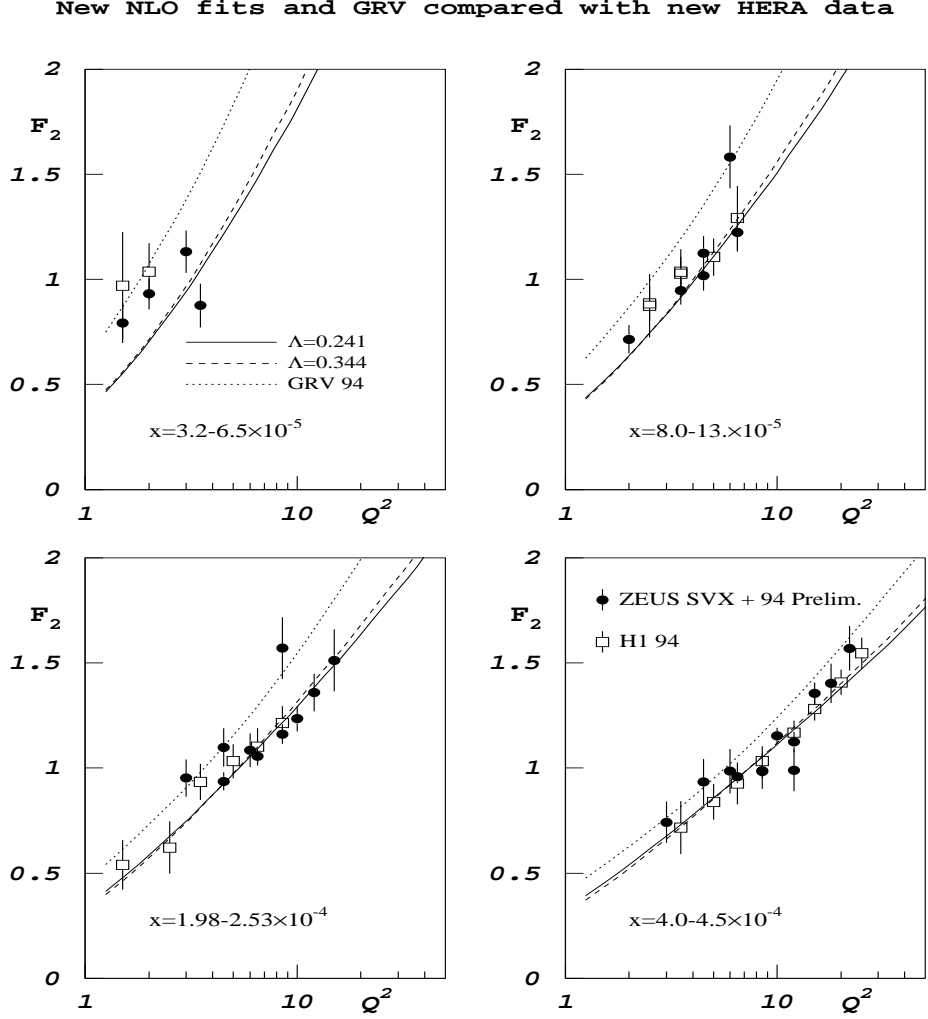 New NLO fits and GRV compared with new HERA data
2
F2
1.5
1
0.5
0
Λ=0.241
Λ=0.344
GRV 94
x=3.2-6.5×10-5
1 10 Q2
2
F2
1.5
1
0.5
0
x=8.0-13.×10-5
1 10 Q2
2
F2
1.5
1
0.5
0
x=1.98-2.53×10-4
1 10 Q2
2
F2
1.5
1
0.5
0
ZEUS SVX + 94 Prelim.
H1 94
x=4.0-4.5×10-4
1 10 Q2